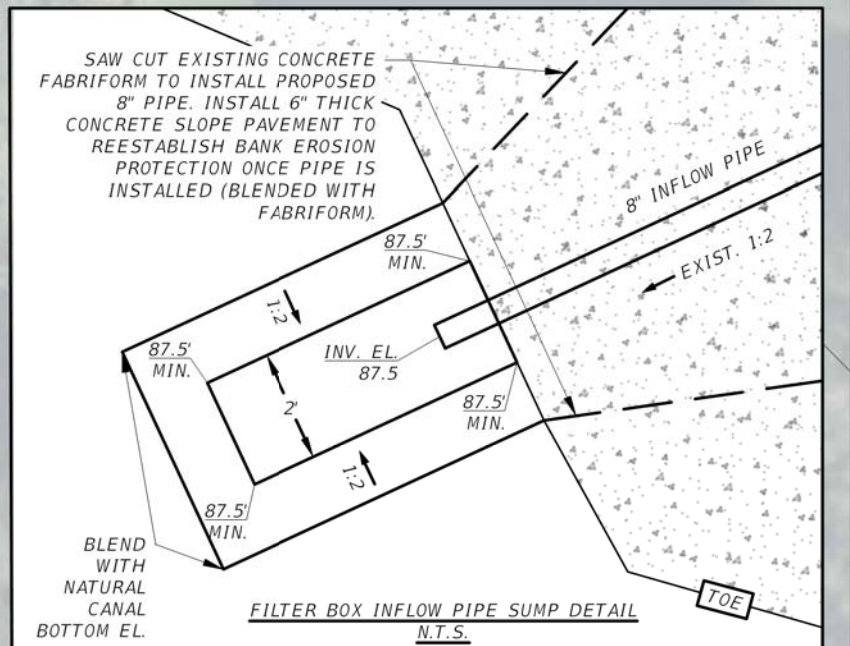 SAW CUT EXISTING CONCRETE
FABRIFORM TO INSTALL PROPOSED
8" PIPE. INSTALL 6" THICK
CONCRETE SLOPE PAVEMENT TO
REESTABLISH BANK EROSION
PROTECTION ONCE PIPE IS
INSTALLED (BLENDED WITH
FABRIFORM).
8" INFLOW PIPE
EXIST. 1:2
87.5'
MIN.
1:2
87.5'
MIN.
INV. EL.
87.5
2'
87.5'
MIN.
1:2
87.5'
MIN.
BLEND
WITH
NATURAL
CANAL
BOTTOM EL.
TOE
FILTER BOX INFLOW PIPE SUMP DETAIL
N.T.S.